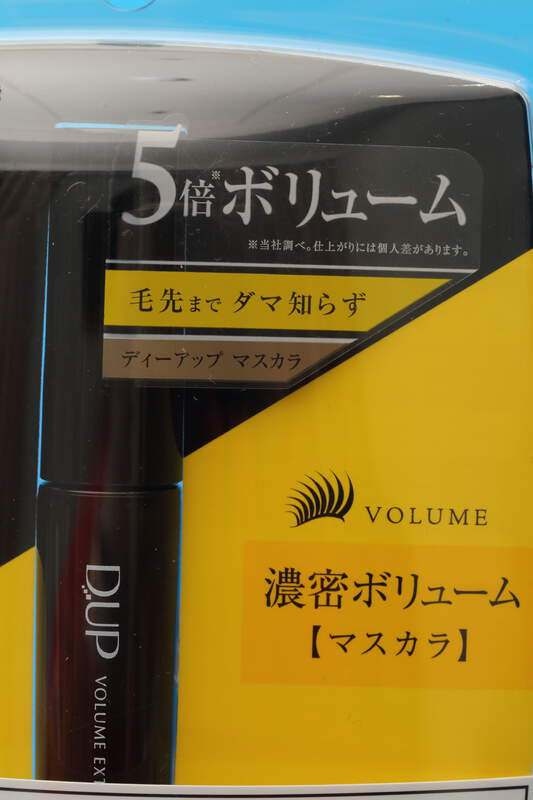 5倍※ボリューム
※当社調べ。仕上がりには個人差があります。
毛先まで ダマ知らず
ディーアップ マスカラ
VOLUME
濃密ボリューム
【マスカラ】
D.UP
VOLUME EXT